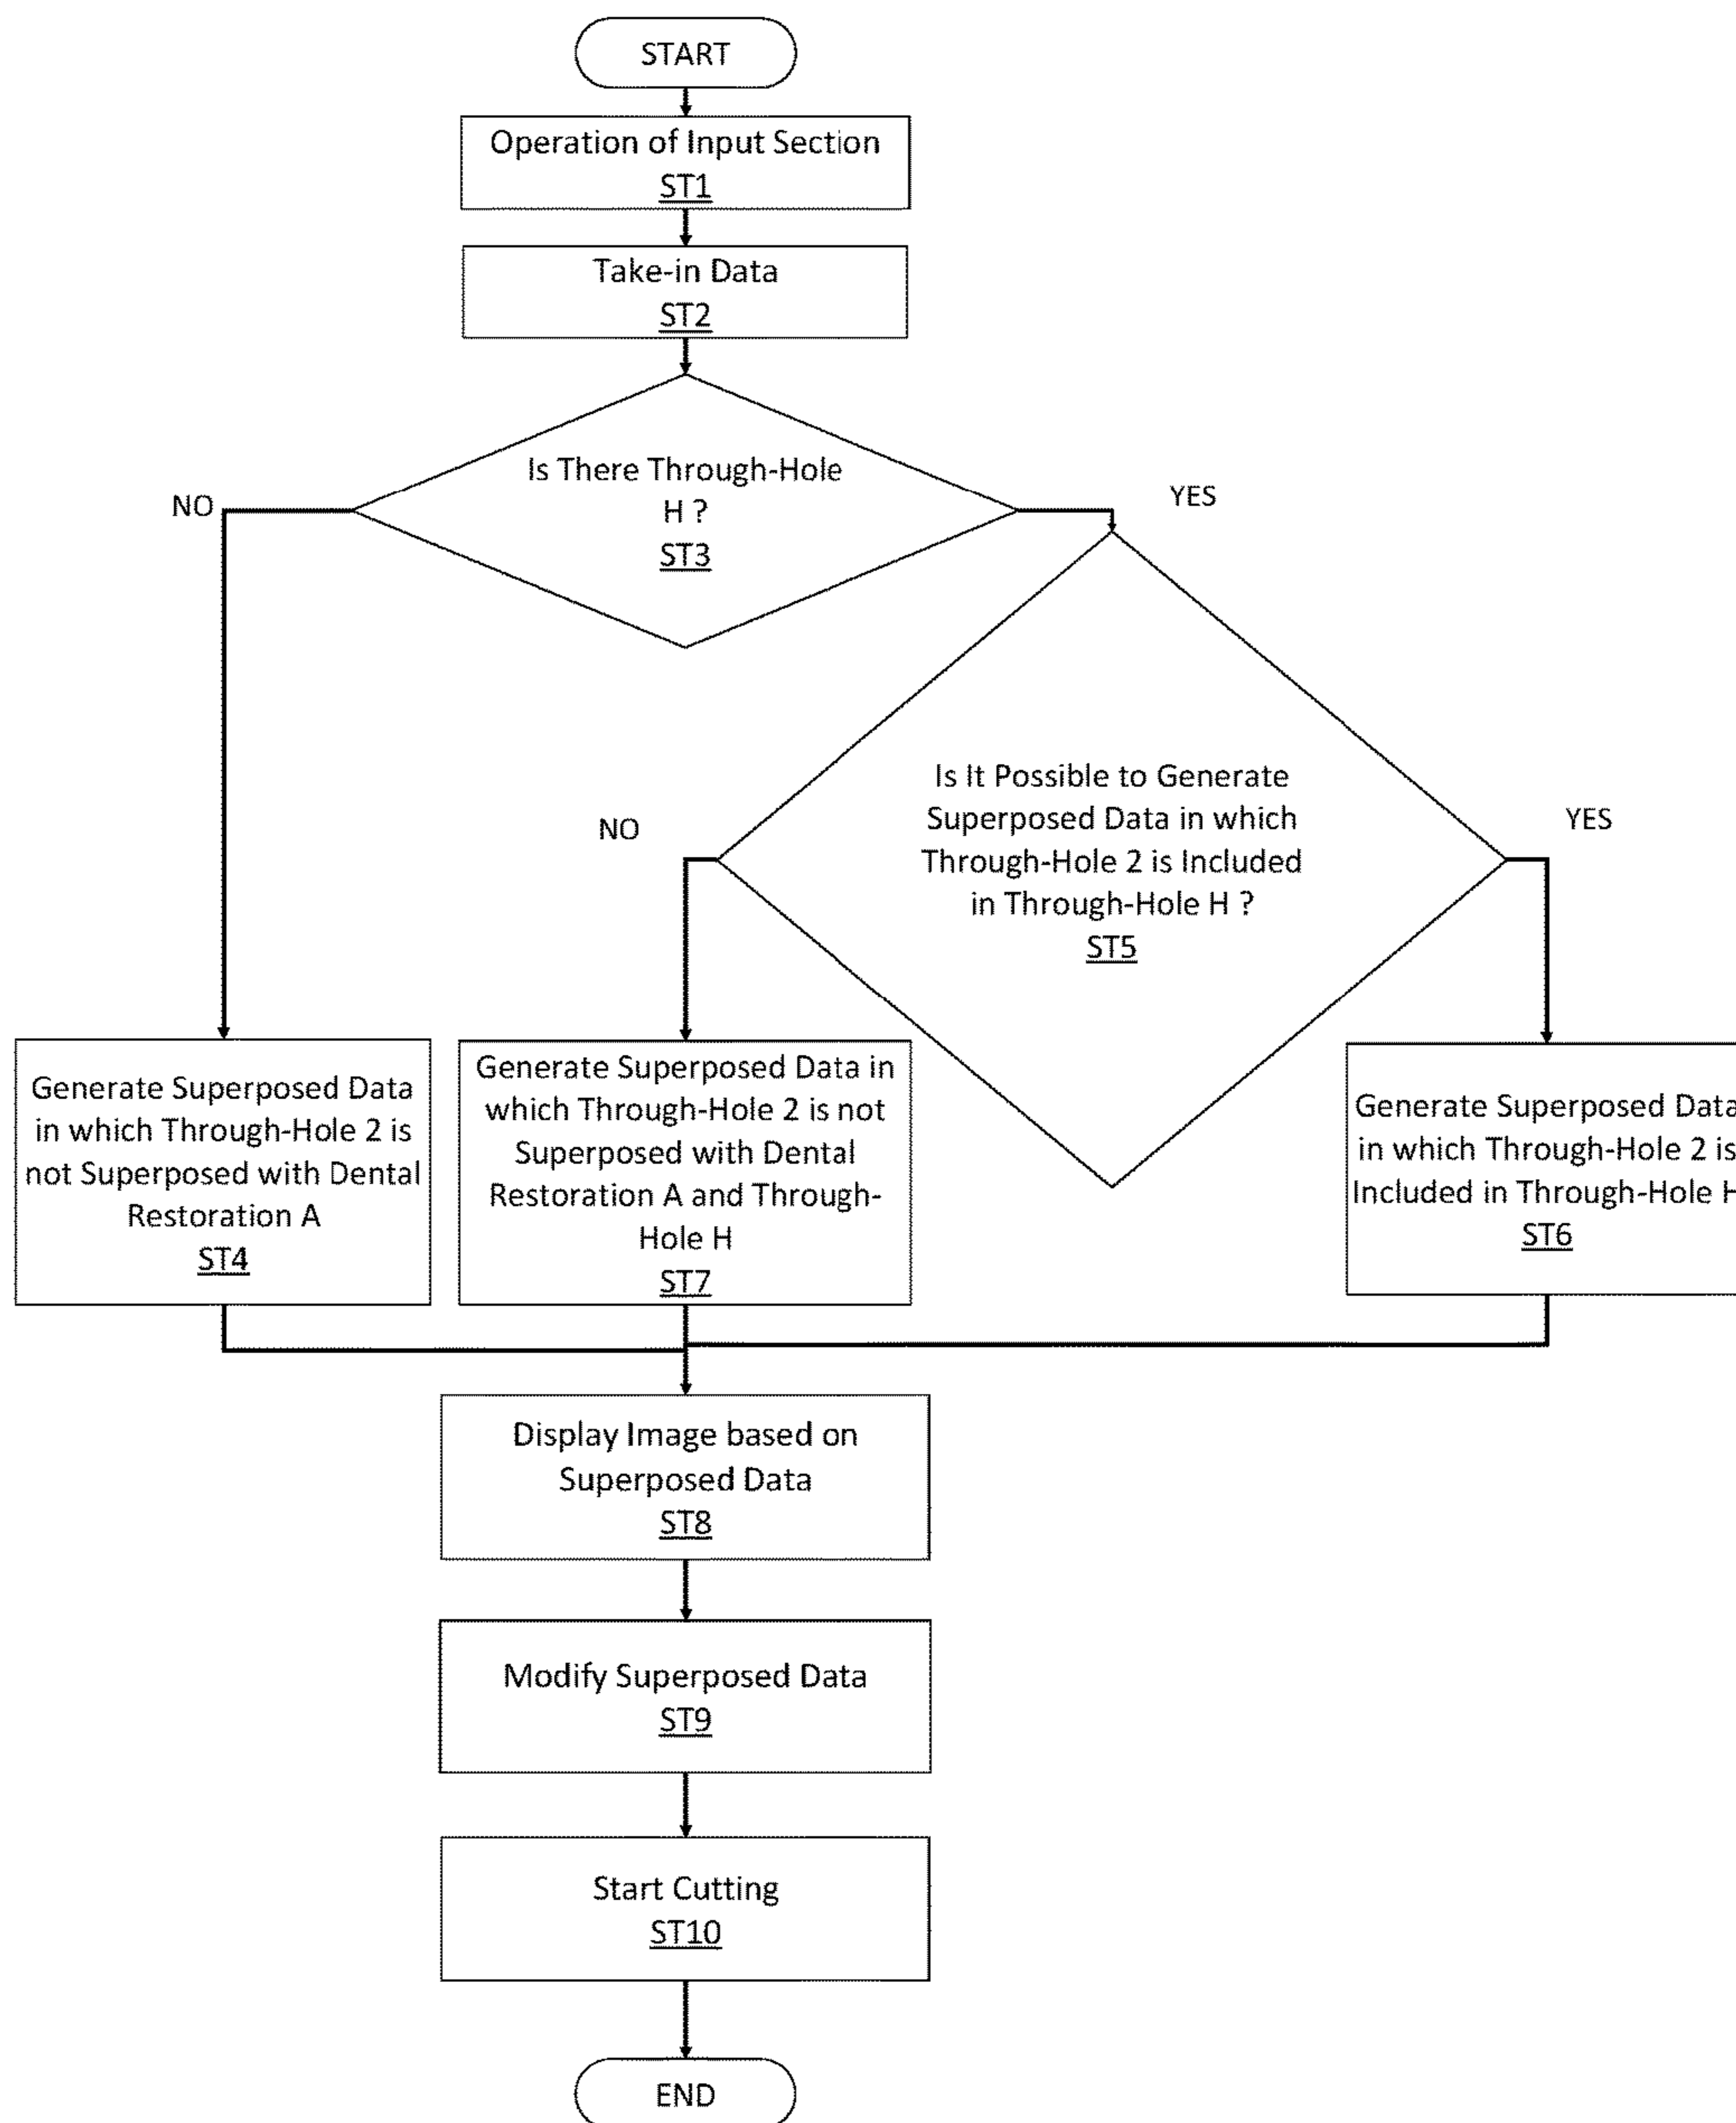 START
Operation of Input Section
ST1
Take-in Data
ST2
Is There Through-Hole
H ?
ST3
NO
YES
Is It Possible to Generate
Superposed Data in which
Through-Hole 2 is Included
in Through-Hole H ?
ST5
NO
YES
Generate Superposed Data
in which Through-Hole 2 is
not Superposed with Dental
Restoration A
ST4
Generate Superposed Data in
which Through-Hole 2 is not
Superposed with Dental
Restoration A and Through-
Hole H
ST7
Generate Superposed Data
in which Through-Hole 2 is
Included in Through-Hole H
ST6
Display Image based on
Superposed Data
ST8
Modify Superposed Data
ST9
Start Cutting
ST10
END